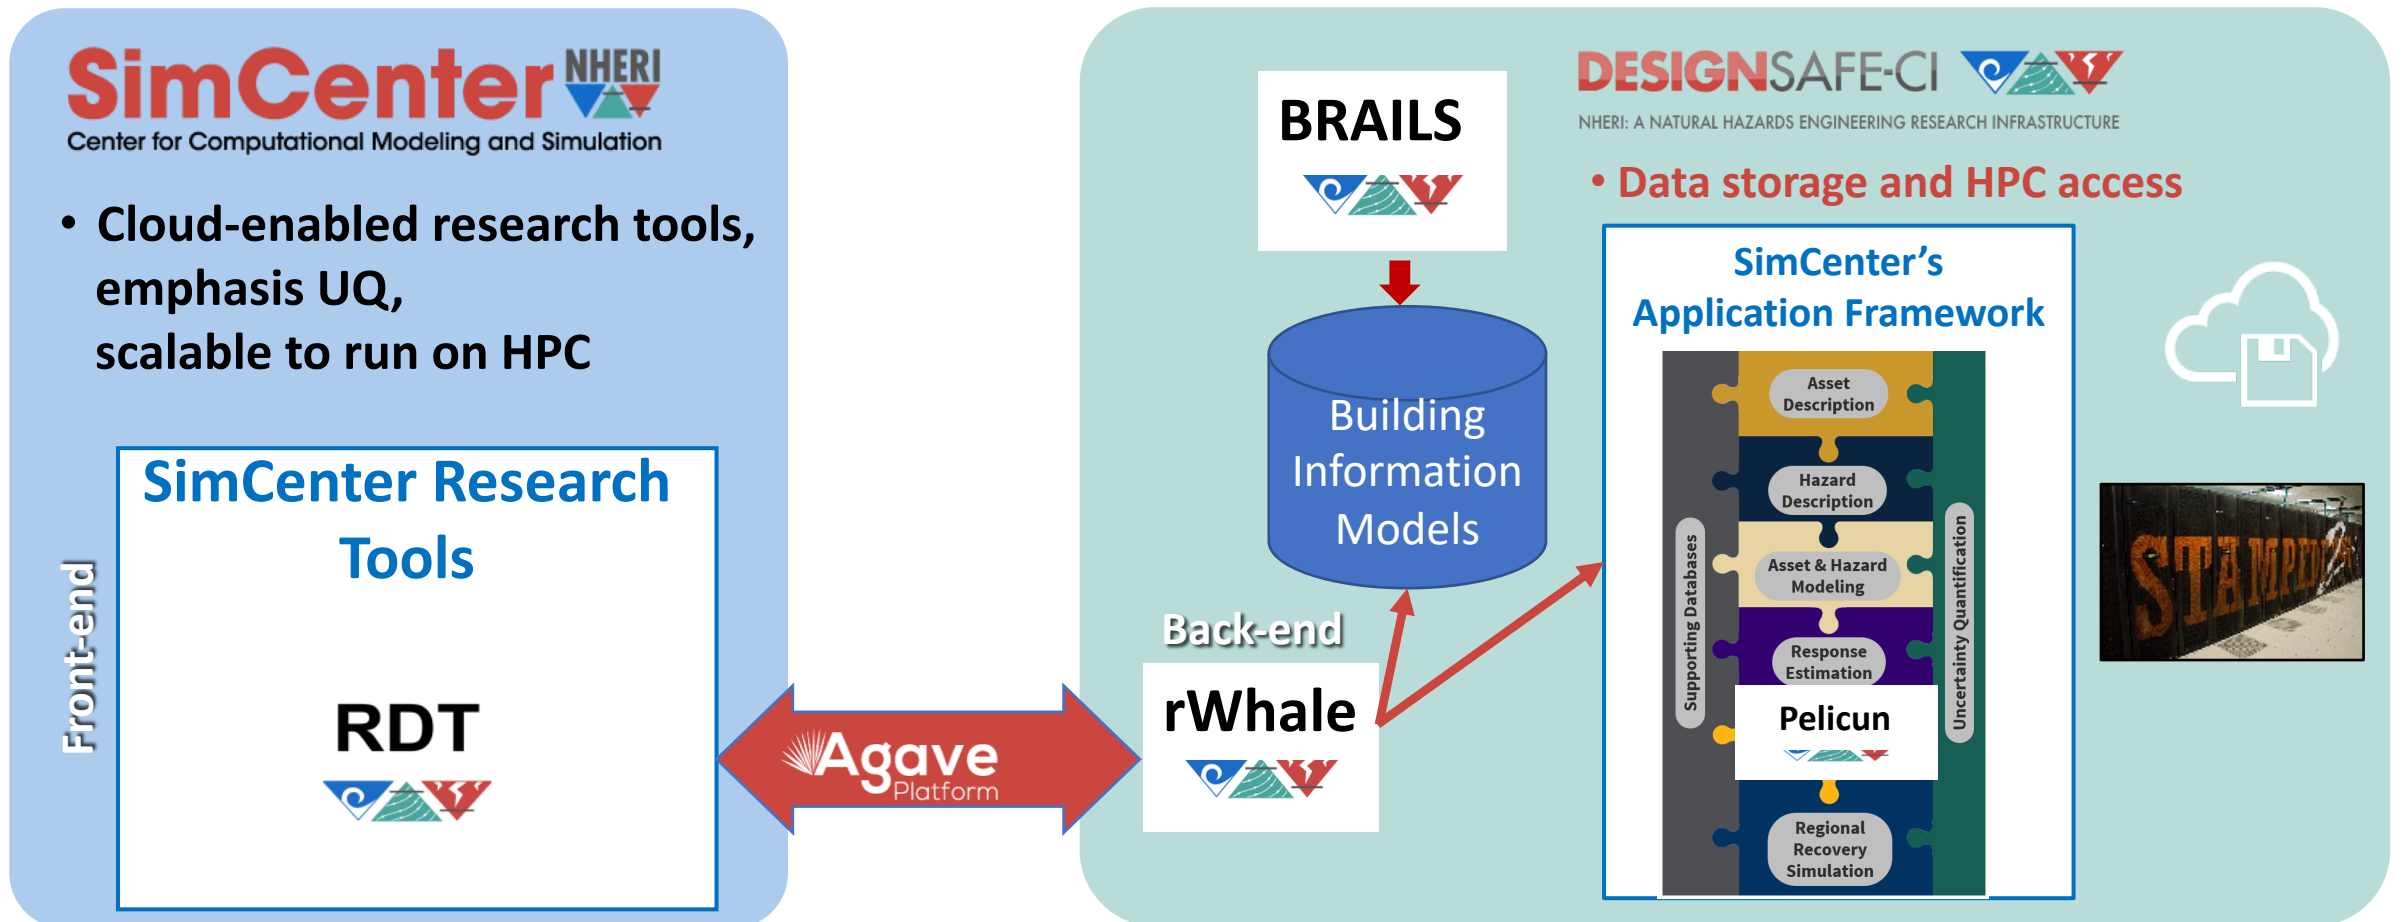 SimCenter NHERI
Center for Computational Modeling and Simulation
• Cloud-enabled research tools,
emphasis UQ,
scalable to run on HPC
SimCenter Research
Tools
Front-end
RDT
Agave
Platform
BRAILS
Building
Information
Models
Back-end
rWhale
DESIGNSAFE-CI
NHERI: A NATURAL HAZARDS ENGINEERING RESEARCH INFRASTRUCTURE
• Data storage and HPC access
SimCenter’s
Application Framework
Supporting Databases
Asset
Description
Hazard
Description
Asset & Hazard
Modeling
Response
Estimation
Pelicun
Regional
Recovery
Simulation
Uncertainty Quantification